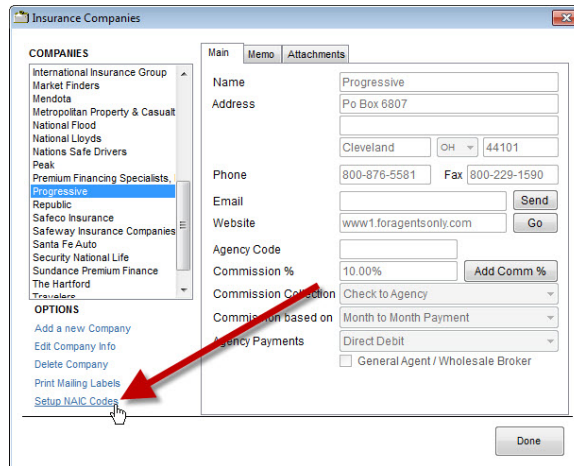 Insurance Companies
COMPANIES
International Insurance Group
Market Finders
Mendota
Metropolitan Property & Casualt
National Flood
National Lloyds
Nations Safe Drivers
Peak
Premium Financing Specialists,
Progressive
Republic
Safeco Insurance
Safeway Insurance Companies
Santa Fe Auto
Security National Life
Sundance Premium Finance
The Hartford
Travelers
OPTIONS
Add a new Company
Edit Company Info
Delete Company
Print Mailing Labels
Setup NAIC Codes
Main Memo Attachments
Name Progressive
Address Po Box 6807
Cleveland OH 44101
Phone 800-876-5581 Fax 800-229-1590
Email Send
Website www1.foragentsonly.com Go
Agency Code
Commission % 10.00% Add Comm %
Commission Collection Check to Agency
Commission based on Month to Month Payment
Agency Payments Direct Debit
General Agent / Wholesale Broker
Done